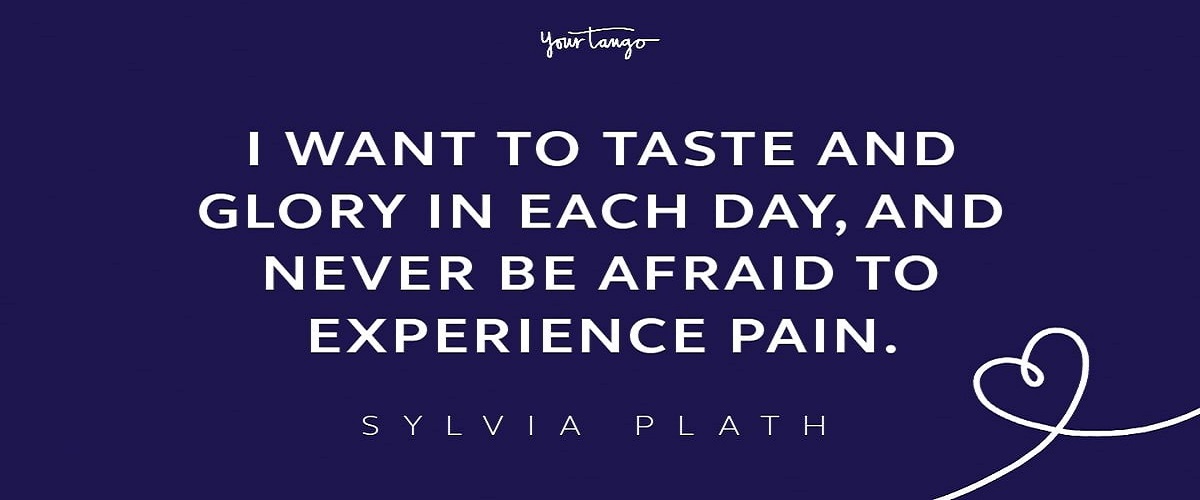 Yourtango
I WANT TO TASTE AND
GLORY IN EACH DAY, AND
NEVER BE AFRAID TO
EXPERIENCE PAIN.
SYLVIA PLATH